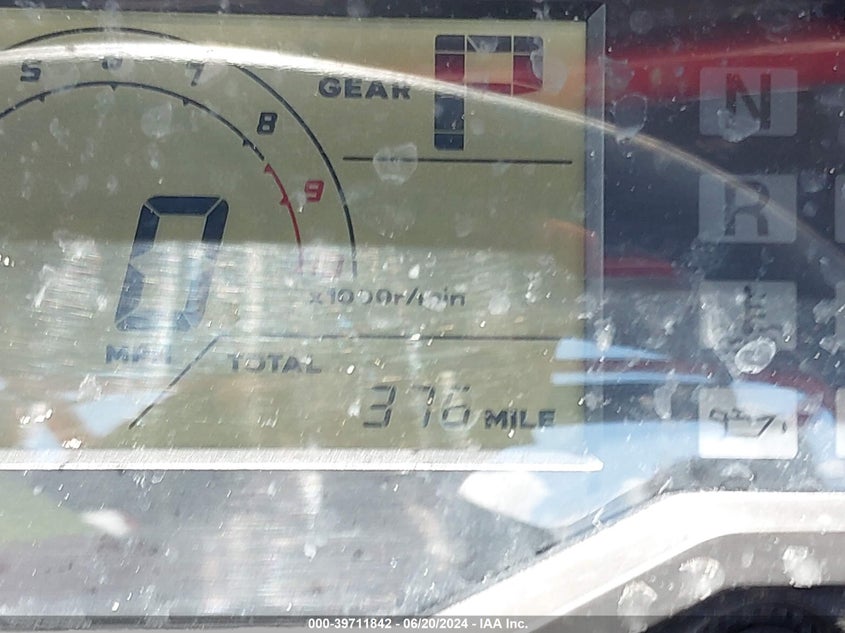 5 6 7
GEAR P
8
9
10
0
x1000r/min
MPH
TOTAL
376 MILE
N
R
000-39711842 - 06/20/2024 - IAA Inc.